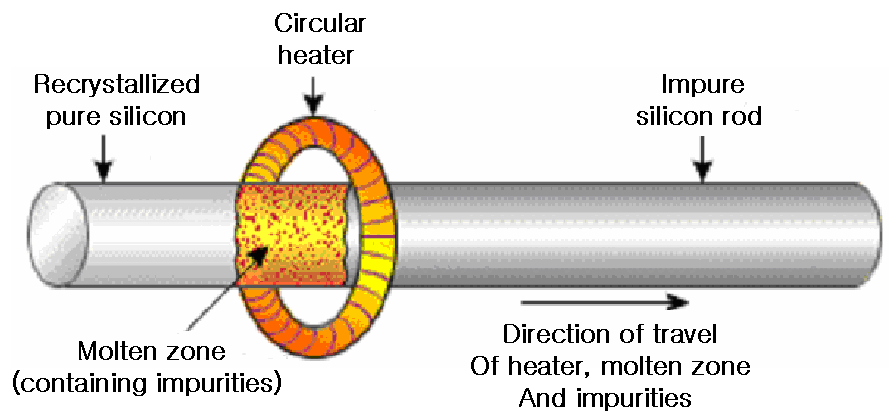 Circular
heater
Recrystallized
pure silicon
Impure
silicon rod
Molten zone
(containing impurities)
Direction of travel
Of heater, molten zone
And impurities